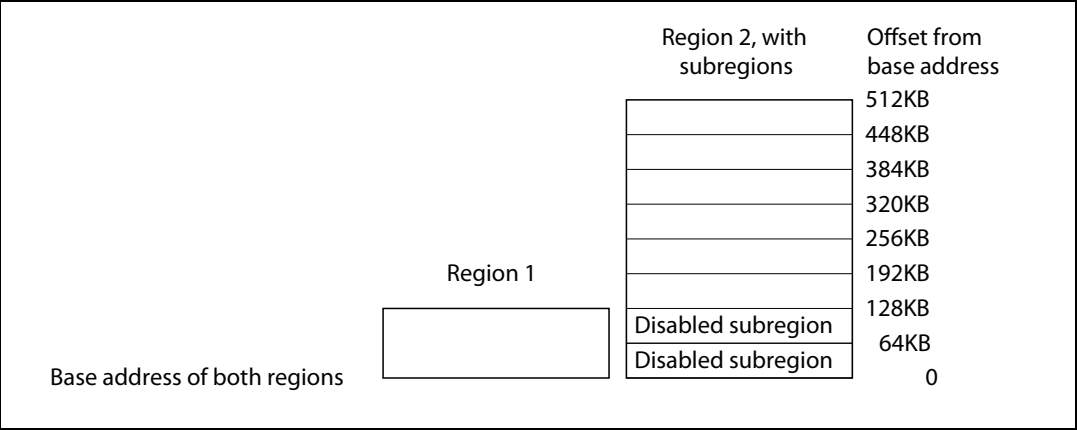 Region 2, with
subregions
Offset from
base address
512KB
448KB
384KB
320KB
256KB
Region 1
192KB
128KB
Disabled subregion
64KB
Disabled subregion
Base address of both regions
0